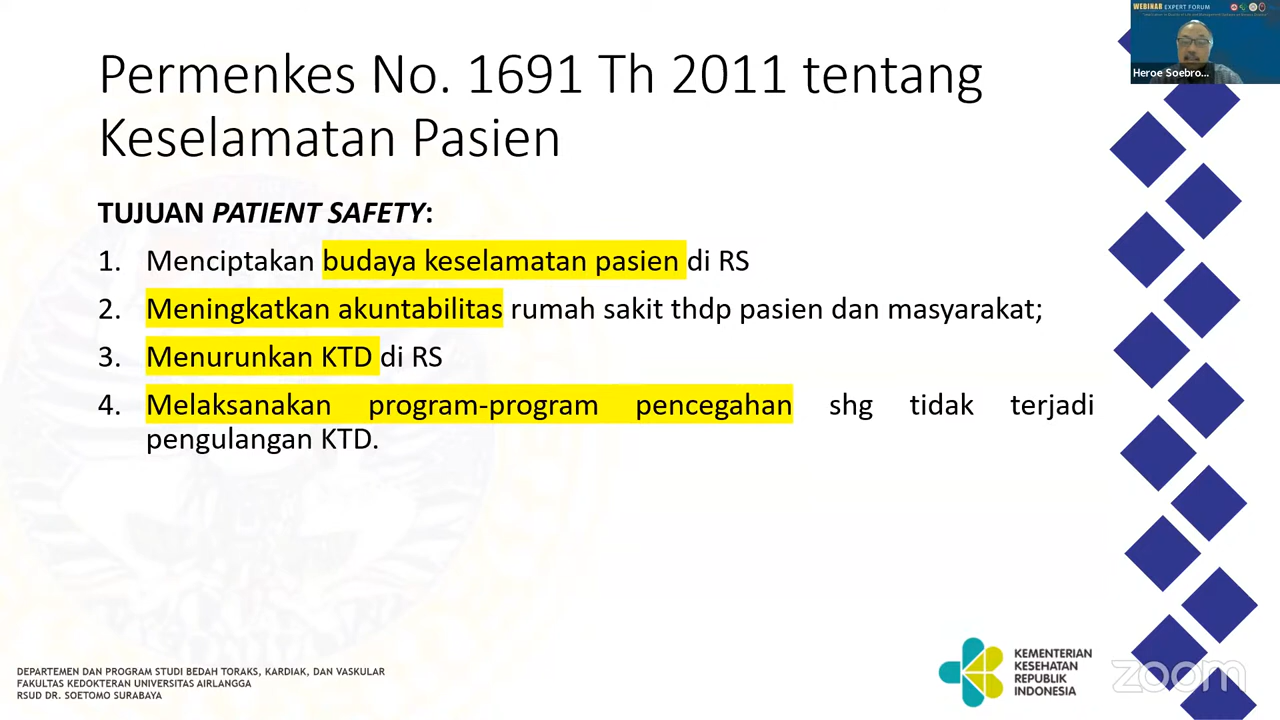 WEBINAR EXPERT FORUM
Heroe Soebro...
Permenkes No. 1691 Th 2011 tentang
Keselamatan Pasien
TUJUAN PATIENT SAFETY:
1. Menciptakan budaya keselamatan pasien di RS
2. Meningkatkan akuntabilitas rumah sakit thdp pasien dan masyarakat;
3. Menurunkan KTD di RS
4. Melaksanakan program-program pencegahan shg tidak terjadi
pengulangan KTD.
DEPARTEMEN DAN PROGRAM STUDI BEDAH TORAKS, KARDIAK, DAN VASKULAR
FAKULTAS KEDOKTERAN UNIVERSITAS AIRLANGGA
RSUD DR. SOETOMO SURABAYA
KEMENTERIAN
KESEHATAN
REPUBLIK
INDONESIA
zoom